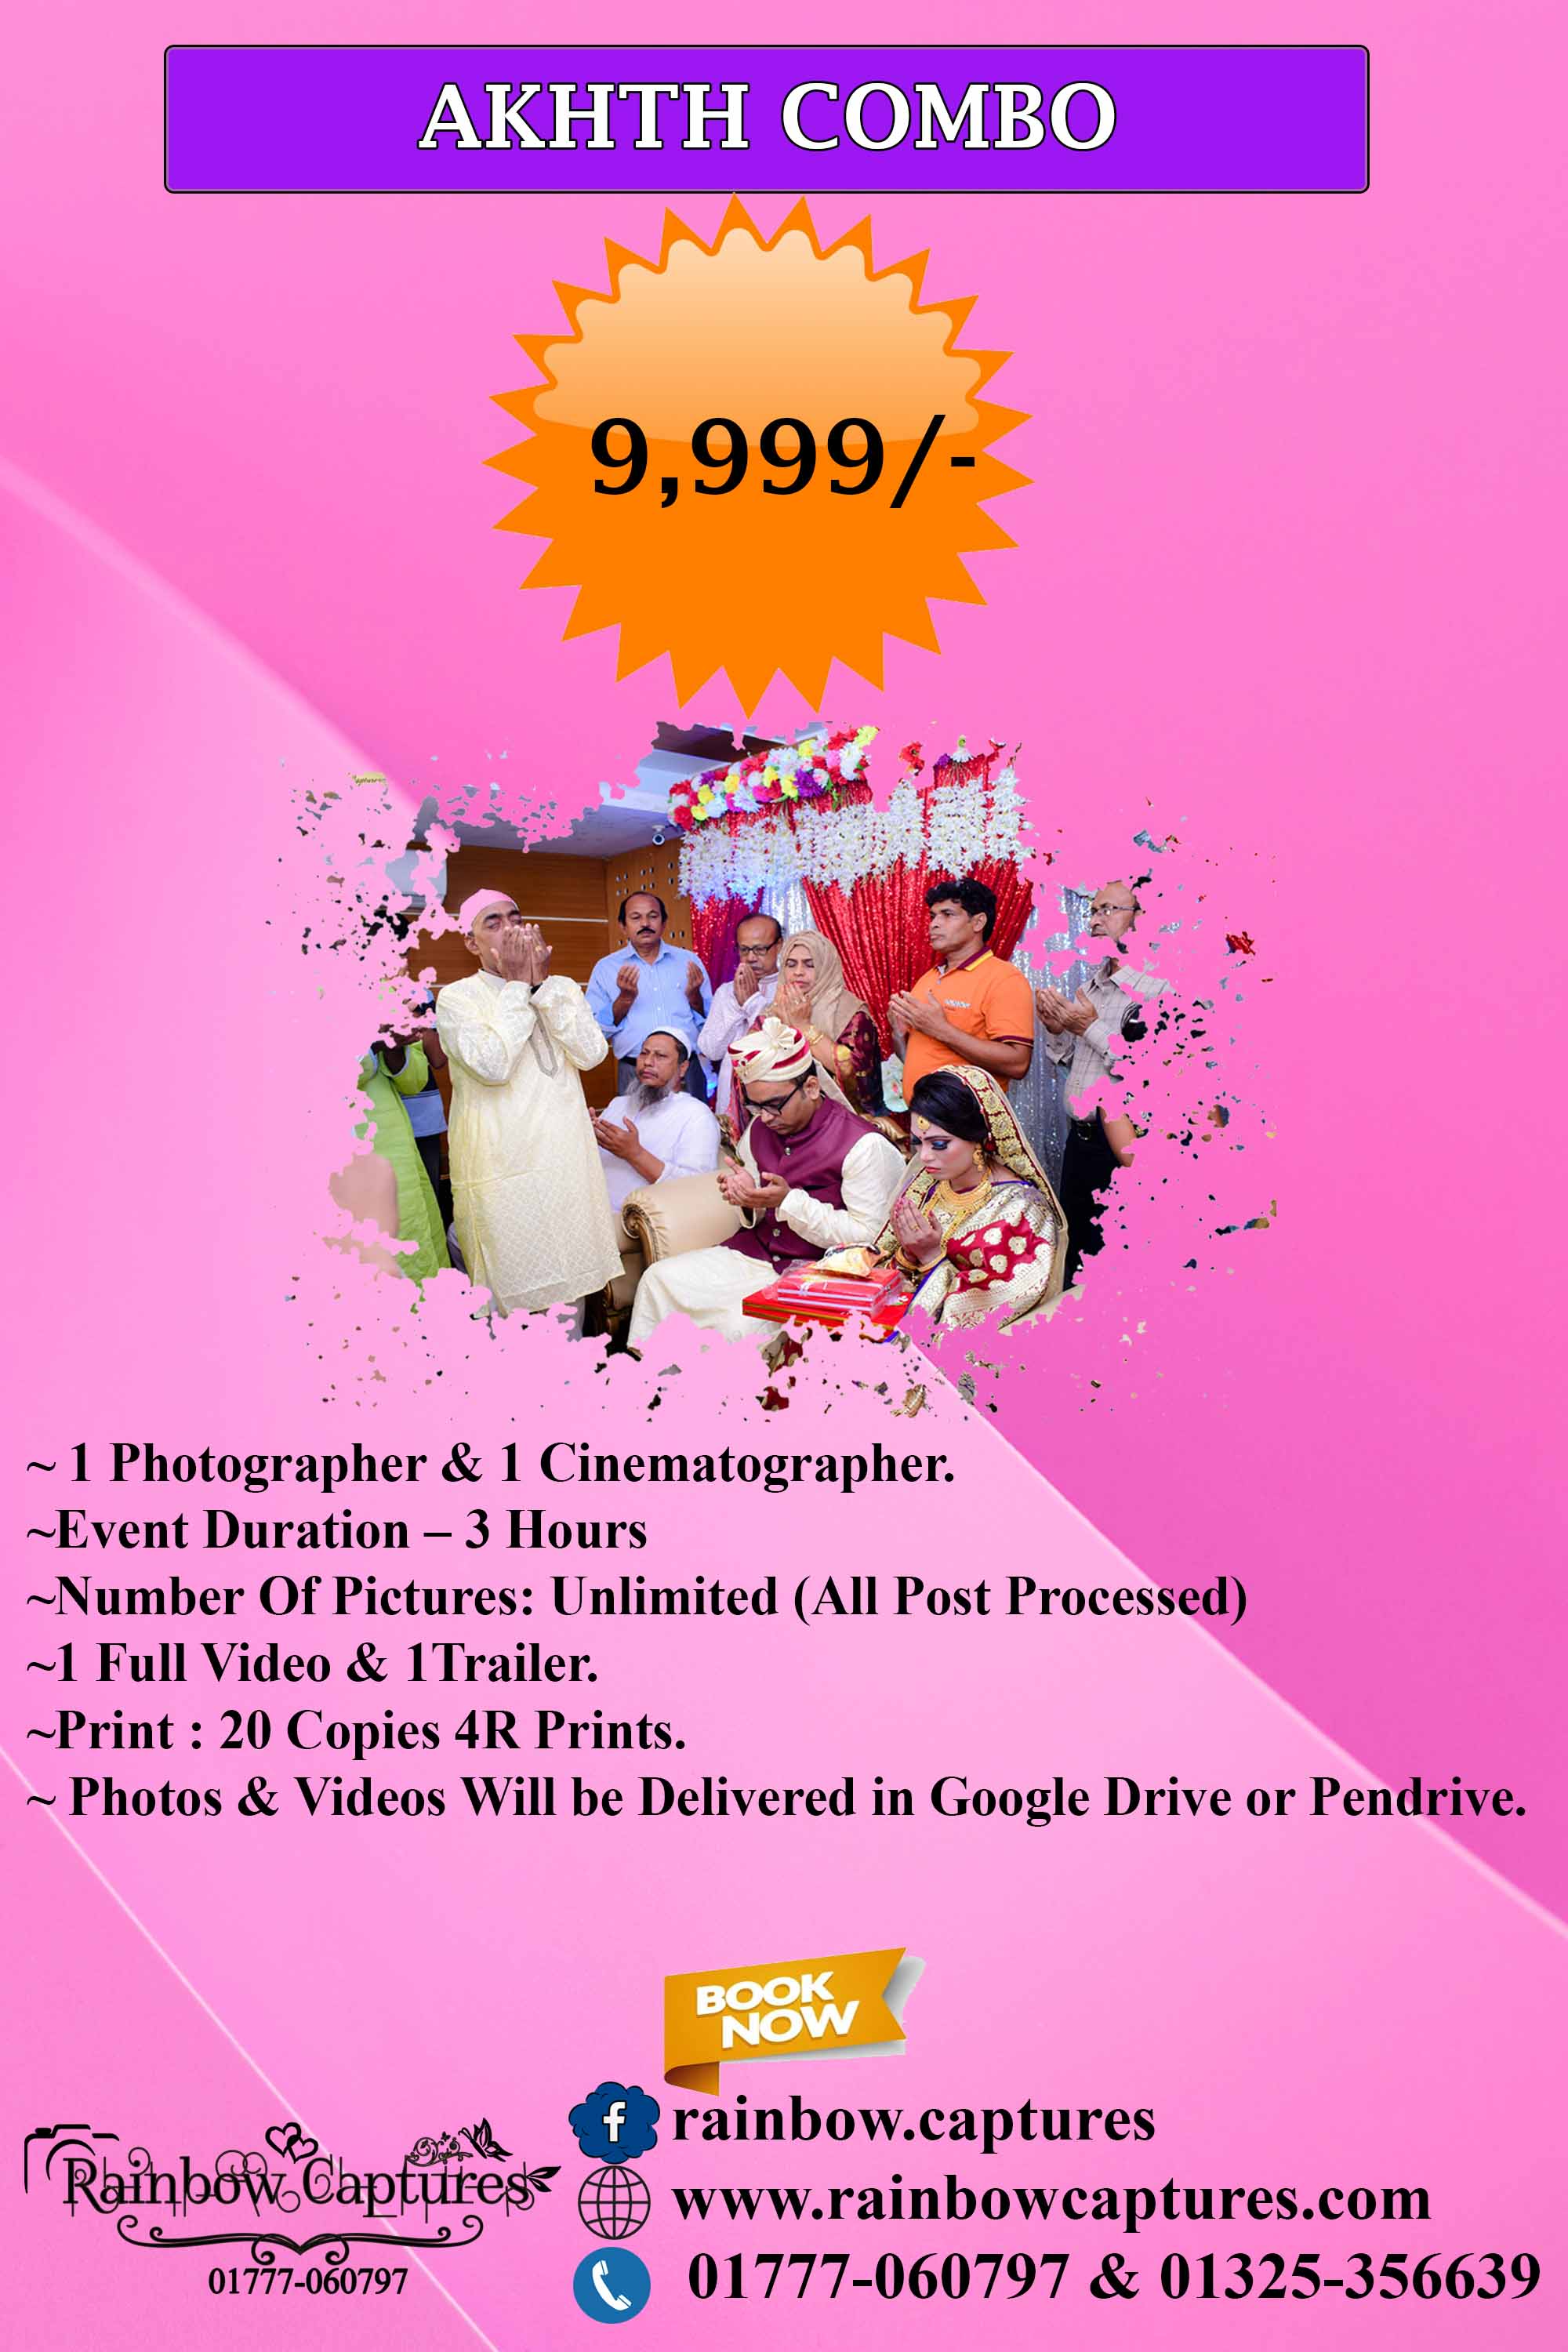 AKHTH COMBO
9,999/-
~ 1 Photographer & 1 Cinematographer.
~Event Duration – 3 Hours
~Number Of Pictures: Unlimited (All Post Processed)
~1 Full Video & 1Trailer.
~Print : 20 Copies 4R Prints.
~ Photos & Videos Will be Delivered in Google Drive or Pendrive.
BOOK
NOW
f rainbow.captures
www.rainbowcaptures.com
01777-060797 & 01325-356639
Rainbow Captures
01777-060797